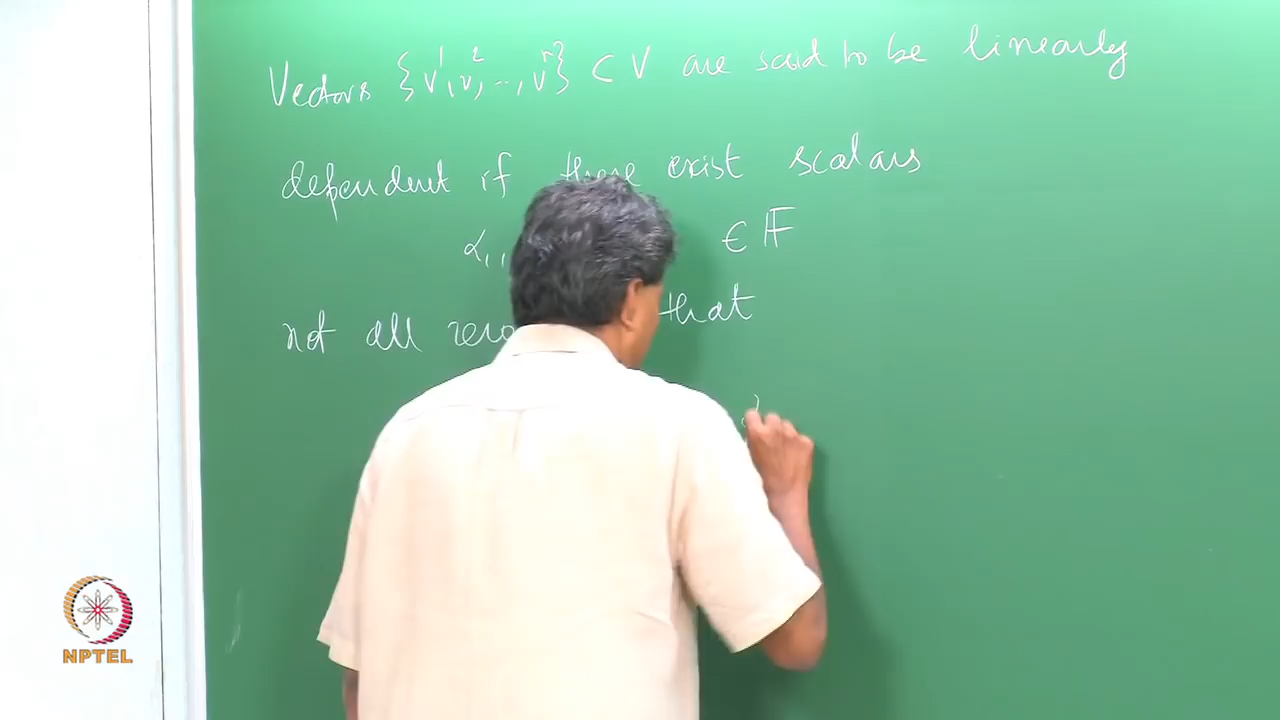 Vectors {v¹, v², ..., vʳ} ⊂ V are said to be linearly
dependent if there exist scalars
α₁, ∈ 𝔽
not all zero that
NPTEL